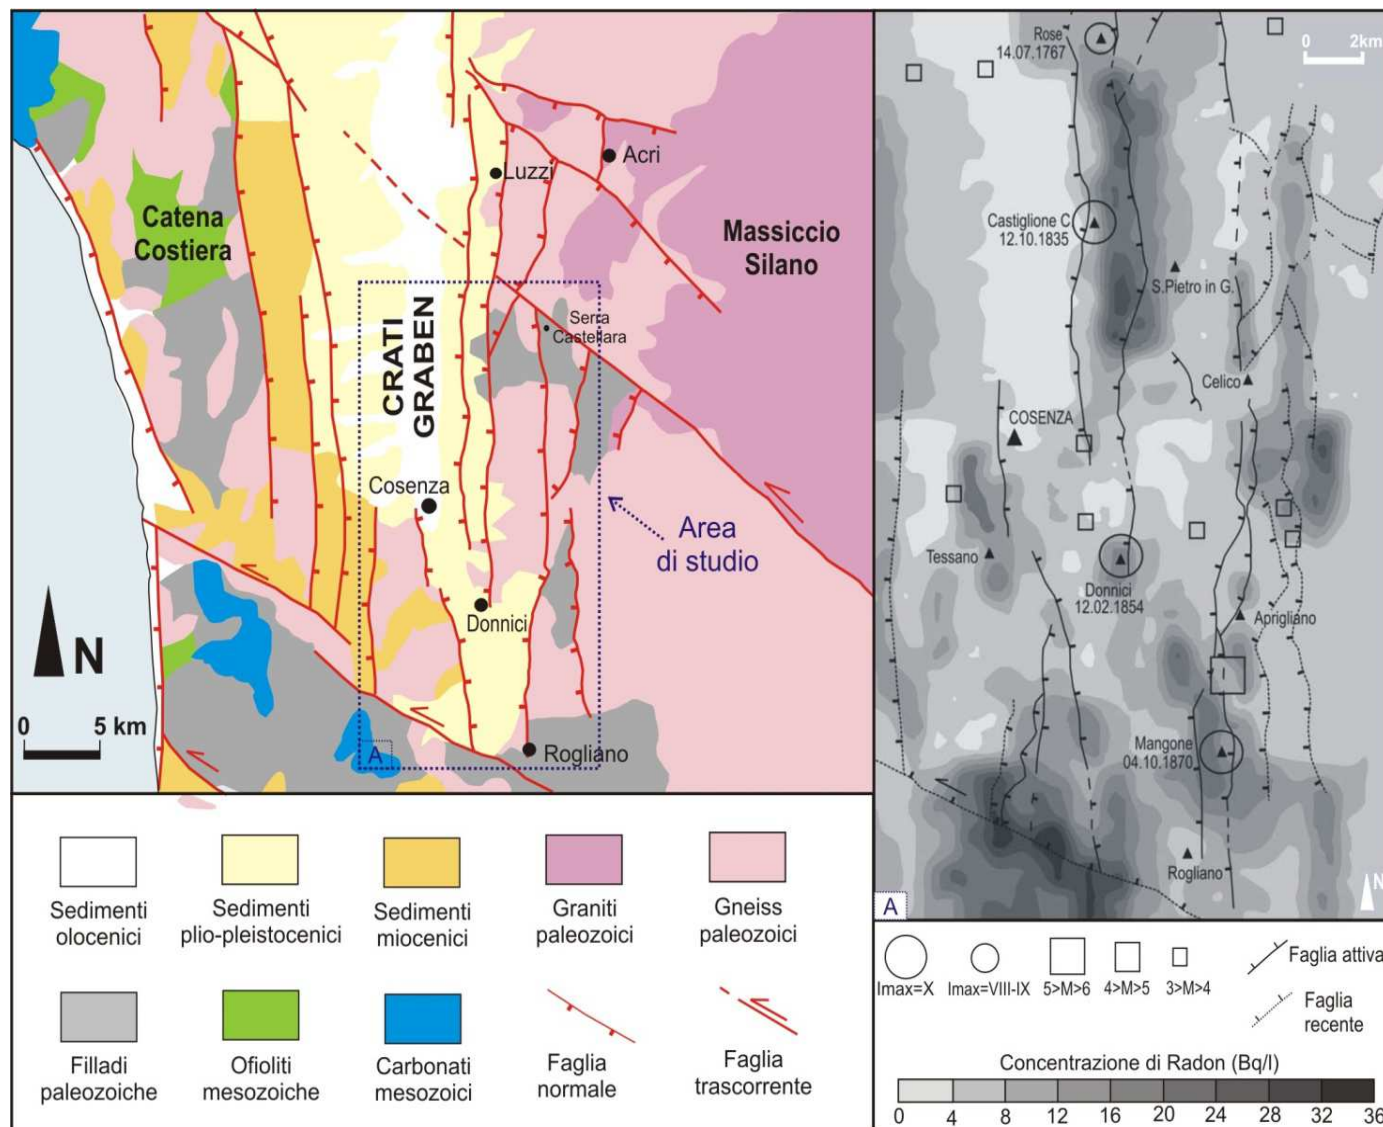 Catena
Costiera
CRATI
GRABEN
Luzzi
Acri
Massiccio
Silano
Serra
Castellara
Cosenza
Area
di studio
Donnici
Rogliano
A
N
0 5 km
Sedimenti
olocenici
Sedimenti
plio-pleistocenici
Sedimenti
miocenici
Graniti
paleozoici
Gneiss
paleozoici
Filladi
paleozoiche
Ofioliti
mesozoiche
Carbonati
mesozoici
Faglia
normale
Faglia
trascorrente
Rose
14.07.1767
0 2km
Castiglione C
12.10.1835
S.Pietro in G.
Celico
COSENZA
Tessano
Donnici
12.02.1854
Aprigliano
Mangone
04.10.1870
Rogliano
A
N
Imax=X
Imax=VIII-IX
5>M>6
4>M>5
3>M>4
Faglia attiva
Faglia
recente
Concentrazione di Radon (Bq/l)
0 4 8 12 16 20 24 28 32 36